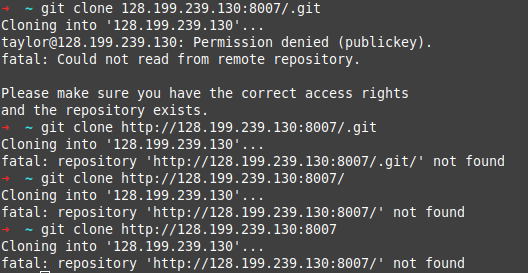 ➜ ~ git clone 128.199.239.130:8007/.git
Cloning into '128.199.239.130'...
taylor@128.199.239.130: Permission denied (publickey).
fatal: Could not read from remote repository.

Please make sure you have the correct access rights
and the repository exists.
➜ ~ git clone http://128.199.239.130:8007/.git
Cloning into '128.199.239.130'...
fatal: repository 'http://128.199.239.130:8007/.git/' not found
➜ ~ git clone http://128.199.239.130:8007/
Cloning into '128.199.239.130'...
fatal: repository 'http://128.199.239.130:8007/' not found
➜ ~ git clone http://128.199.239.130:8007
Cloning into '128.199.239.130'...
fatal: repository 'http://128.199.239.130:8007/' not found